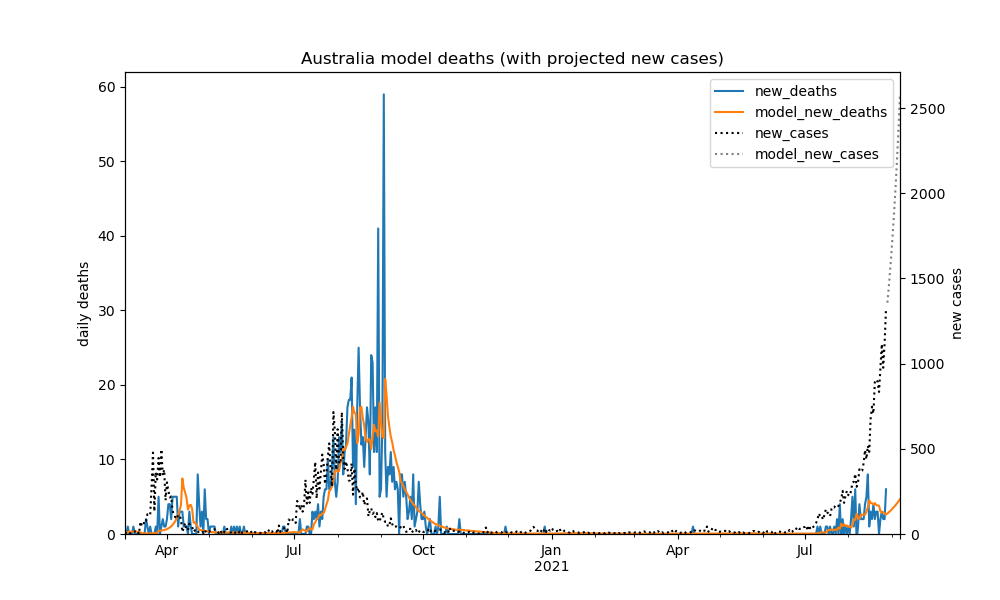 Australia model deaths (with projected new cases)
new_deaths
model_new_deaths
new_cases
model_new_cases
daily deaths
0
10
20
30
40
50
60
new cases
0
500
1000
1500
2000
2500
Apr
Jul
Oct
Jan
2021
Apr
Jul